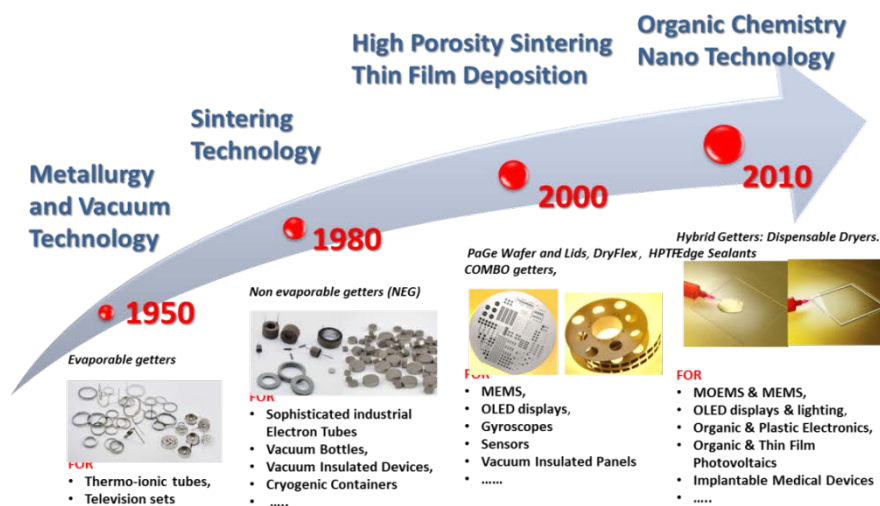 Organic Chemistry
Nano Technology
High Porosity Sintering
Thin Film Deposition
Sintering
Technology
Metallurgy
and Vacuum
Technology
1950
1980
2000
2010
Evaporable getters
FOR
• Thermo-ionic tubes,
• Television sets
Non evaporable getters (NEG)
FOR
• Sophisticated industrial
Electron Tubes
• Vacuum Bottles,
• Vacuum Insulated Devices,
• Cryogenic Containers
• …..
PaGe Wafer and Lids, DryFlex, HPTF
COMBO getters,
FOR
• MEMS,
• OLED displays,
• Gyroscopes
• Sensors
• Vacuum Insulated Panels
• ……
Hybrid Getters: Dispensable Dryers.
Edge Sealants
FOR
• MOEMS & MEMS,
• OLED displays & lighting,
• Organic & Plastic Electronics,
• Organic & Thin Film
Photovoltaics
• Implantable Medical Devices
• …..